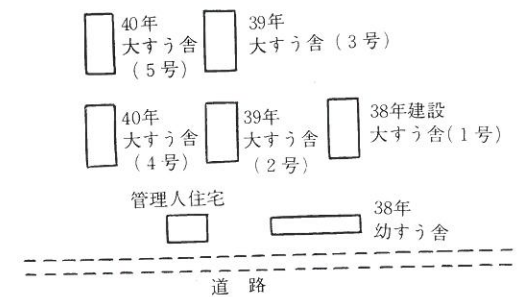 40年
大すう舎
(5号)
39年
大すう舎(3号)
40年
大すう舎
(4号)
39年
大すう舎
(2号)
38年建設
大すう舎(1号)
管理人住宅
38年
幼すう舎
道路